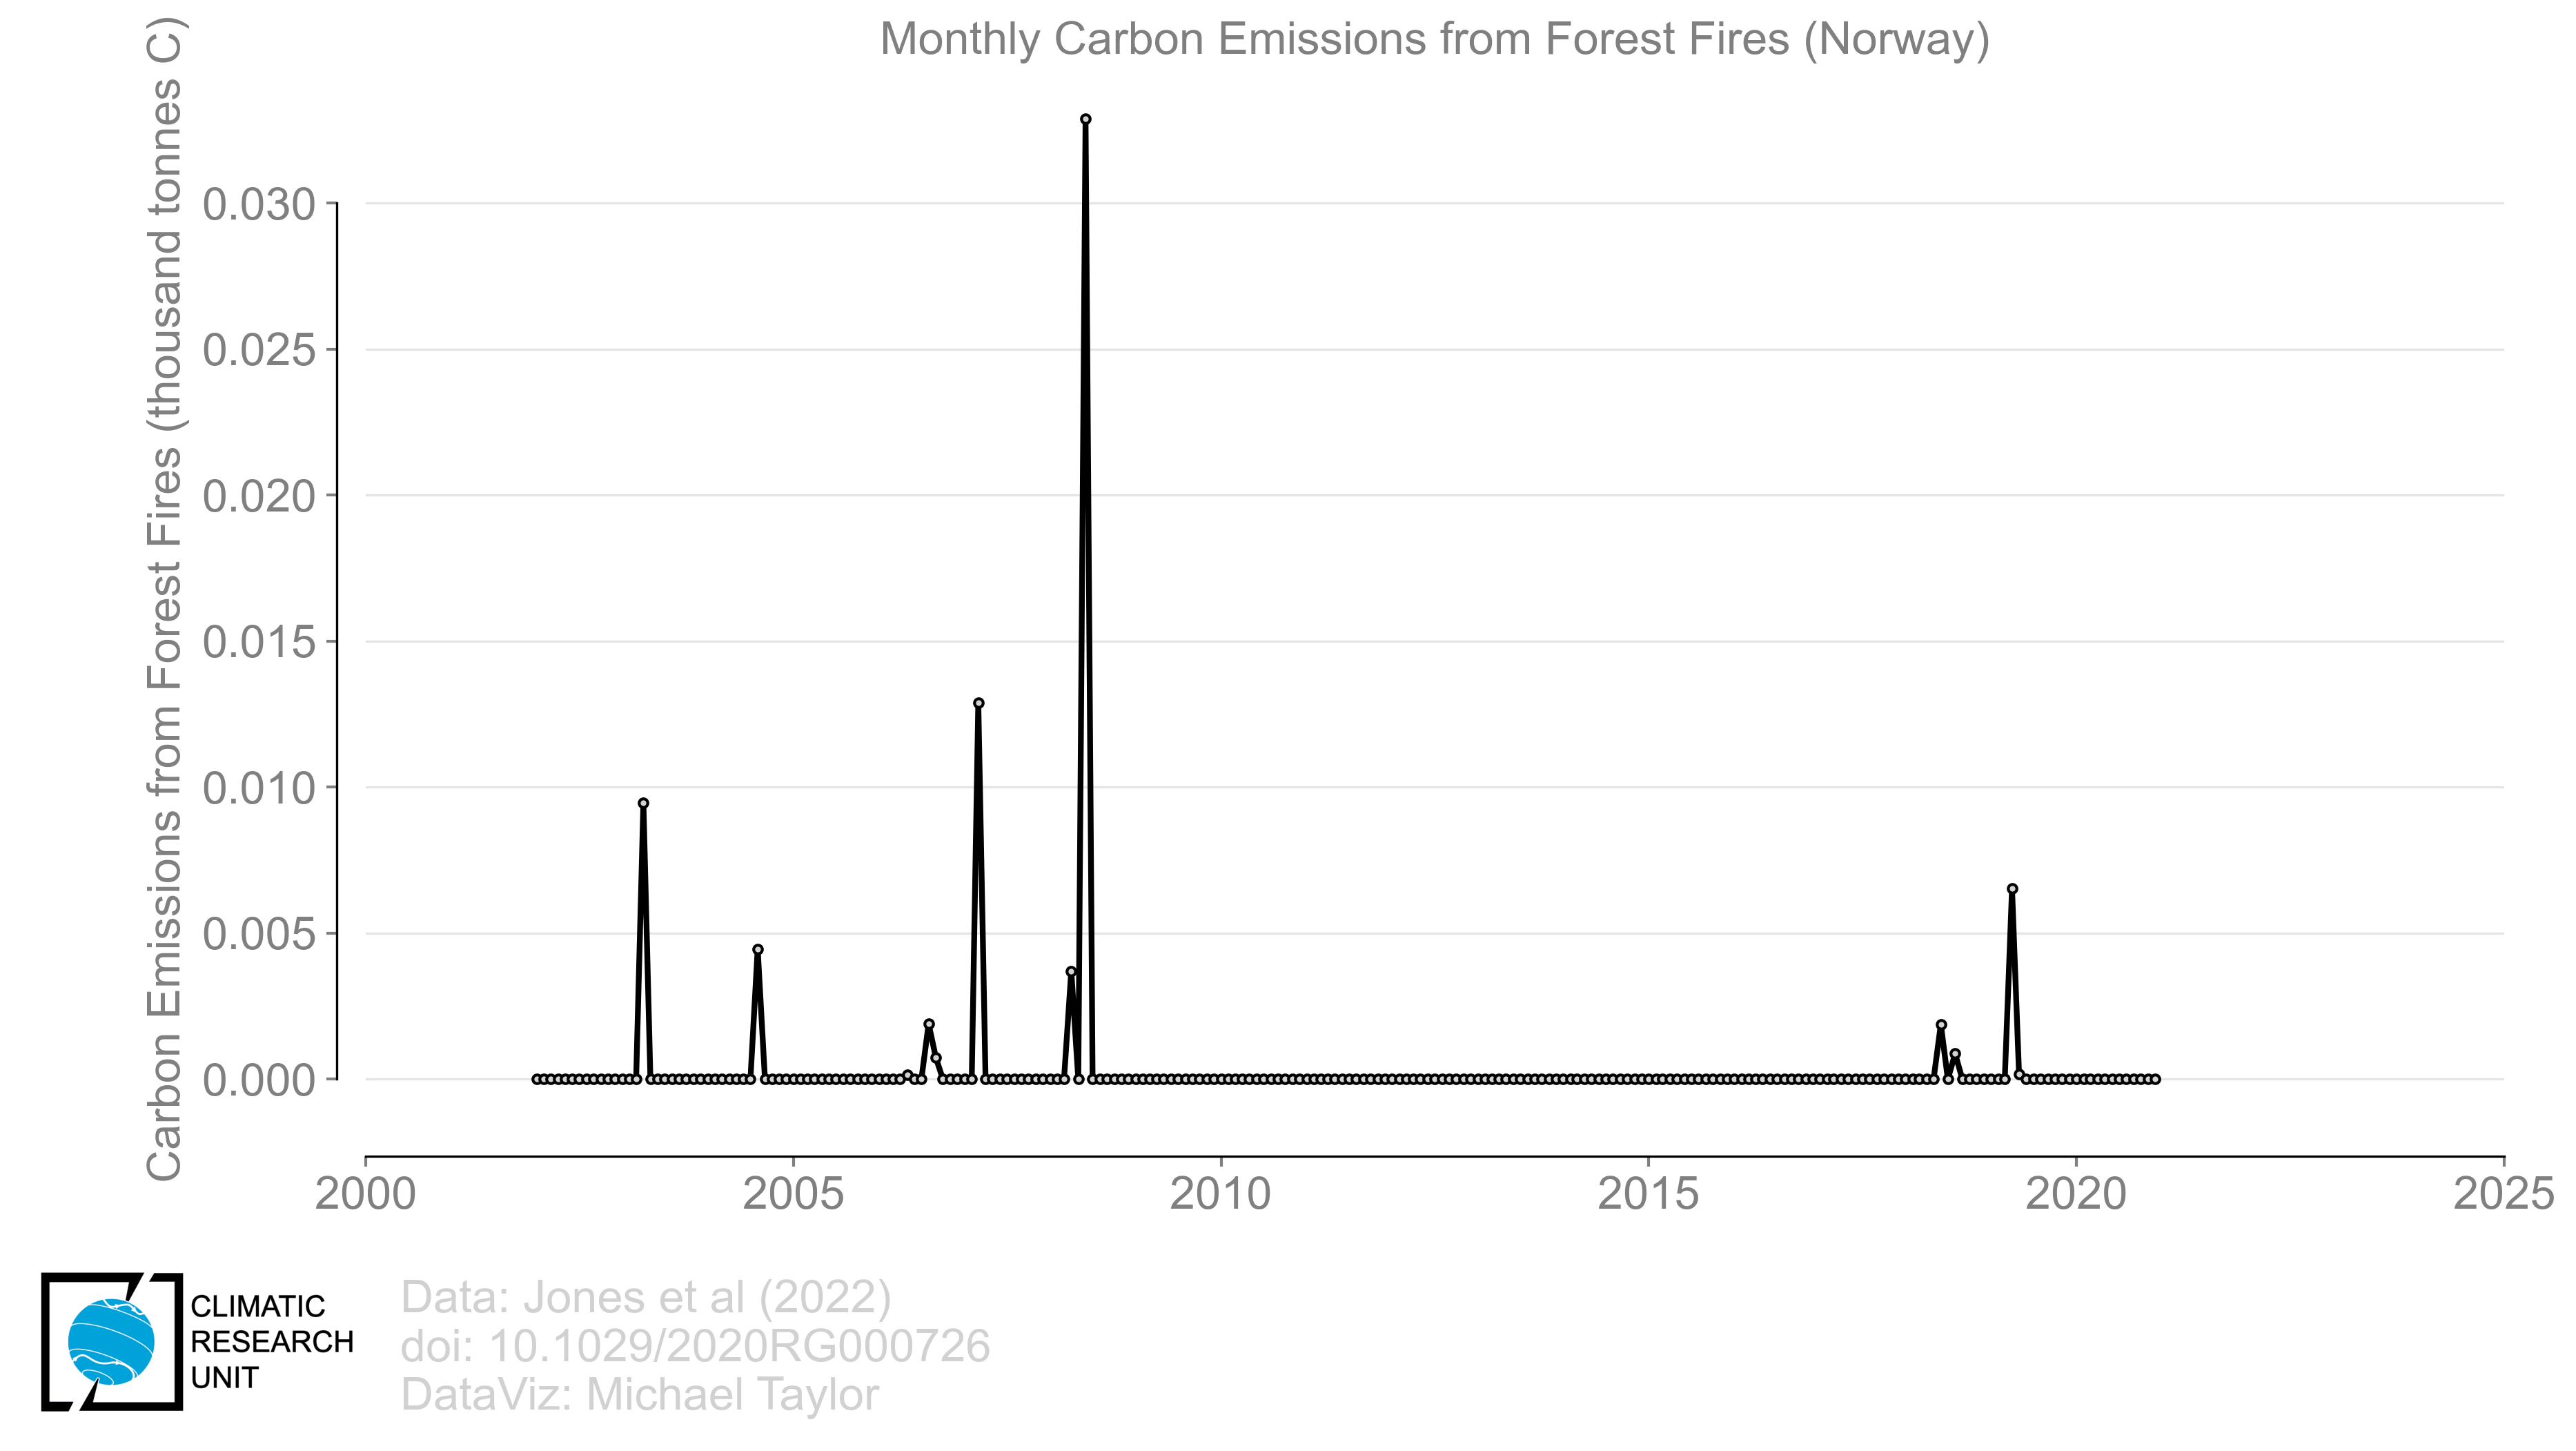 Monthly Carbon Emissions from Forest Fires (Norway)
Carbon Emissions from Forest Fires (thousand tonnes C)
0.030
0.025
0.020
0.015
0.010
0.005
0.000
2000 2005 2010 2015 2020 2025
CLIMATIC
RESEARCH
UNIT
Data: Jones et al (2022)
doi: 10.1029/2020RG000726
DataViz: Michael Taylor